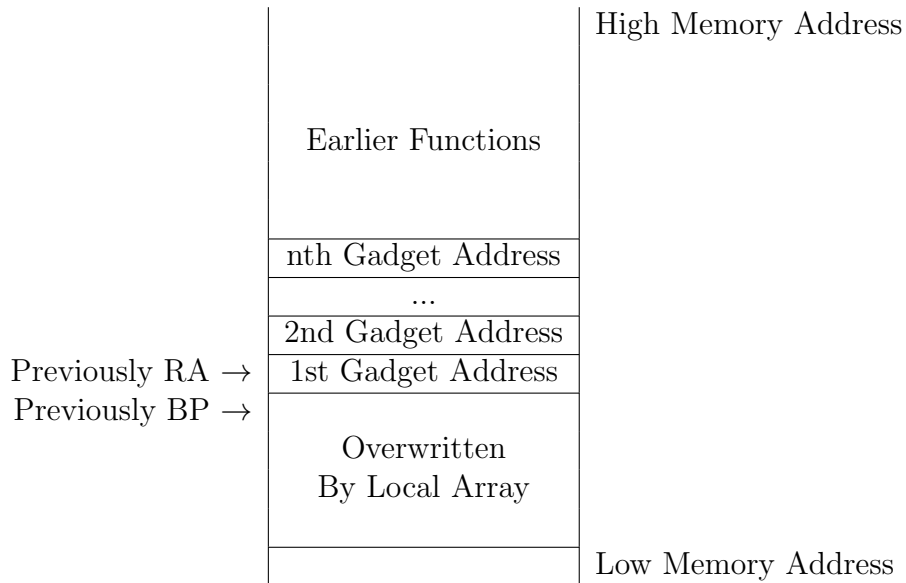 High Memory Address
Earlier Functions
nth Gadget Address
...
2nd Gadget Address
Previously RA → 1st Gadget Address
Previously BP →
Overwritten
By Local Array
Low Memory Address